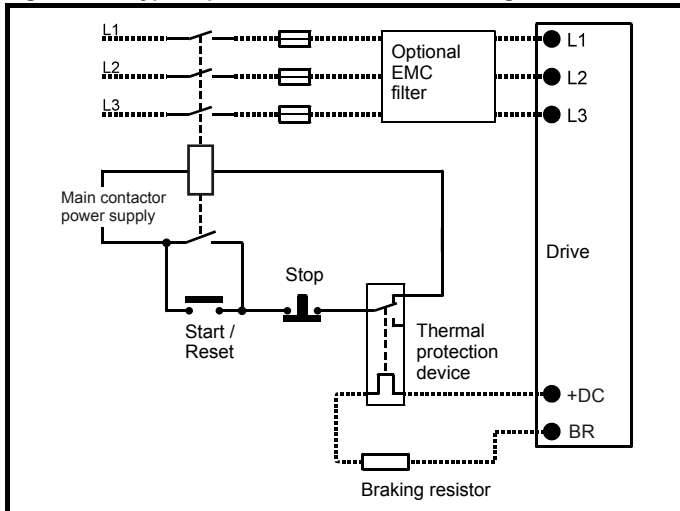 L1
L2
L3
Optional
EMC
filter
L1
L2
L3
Main contactor
power supply
Drive
Stop
Start /
Reset
Thermal
protection
device
+DC
BR
Braking resistor